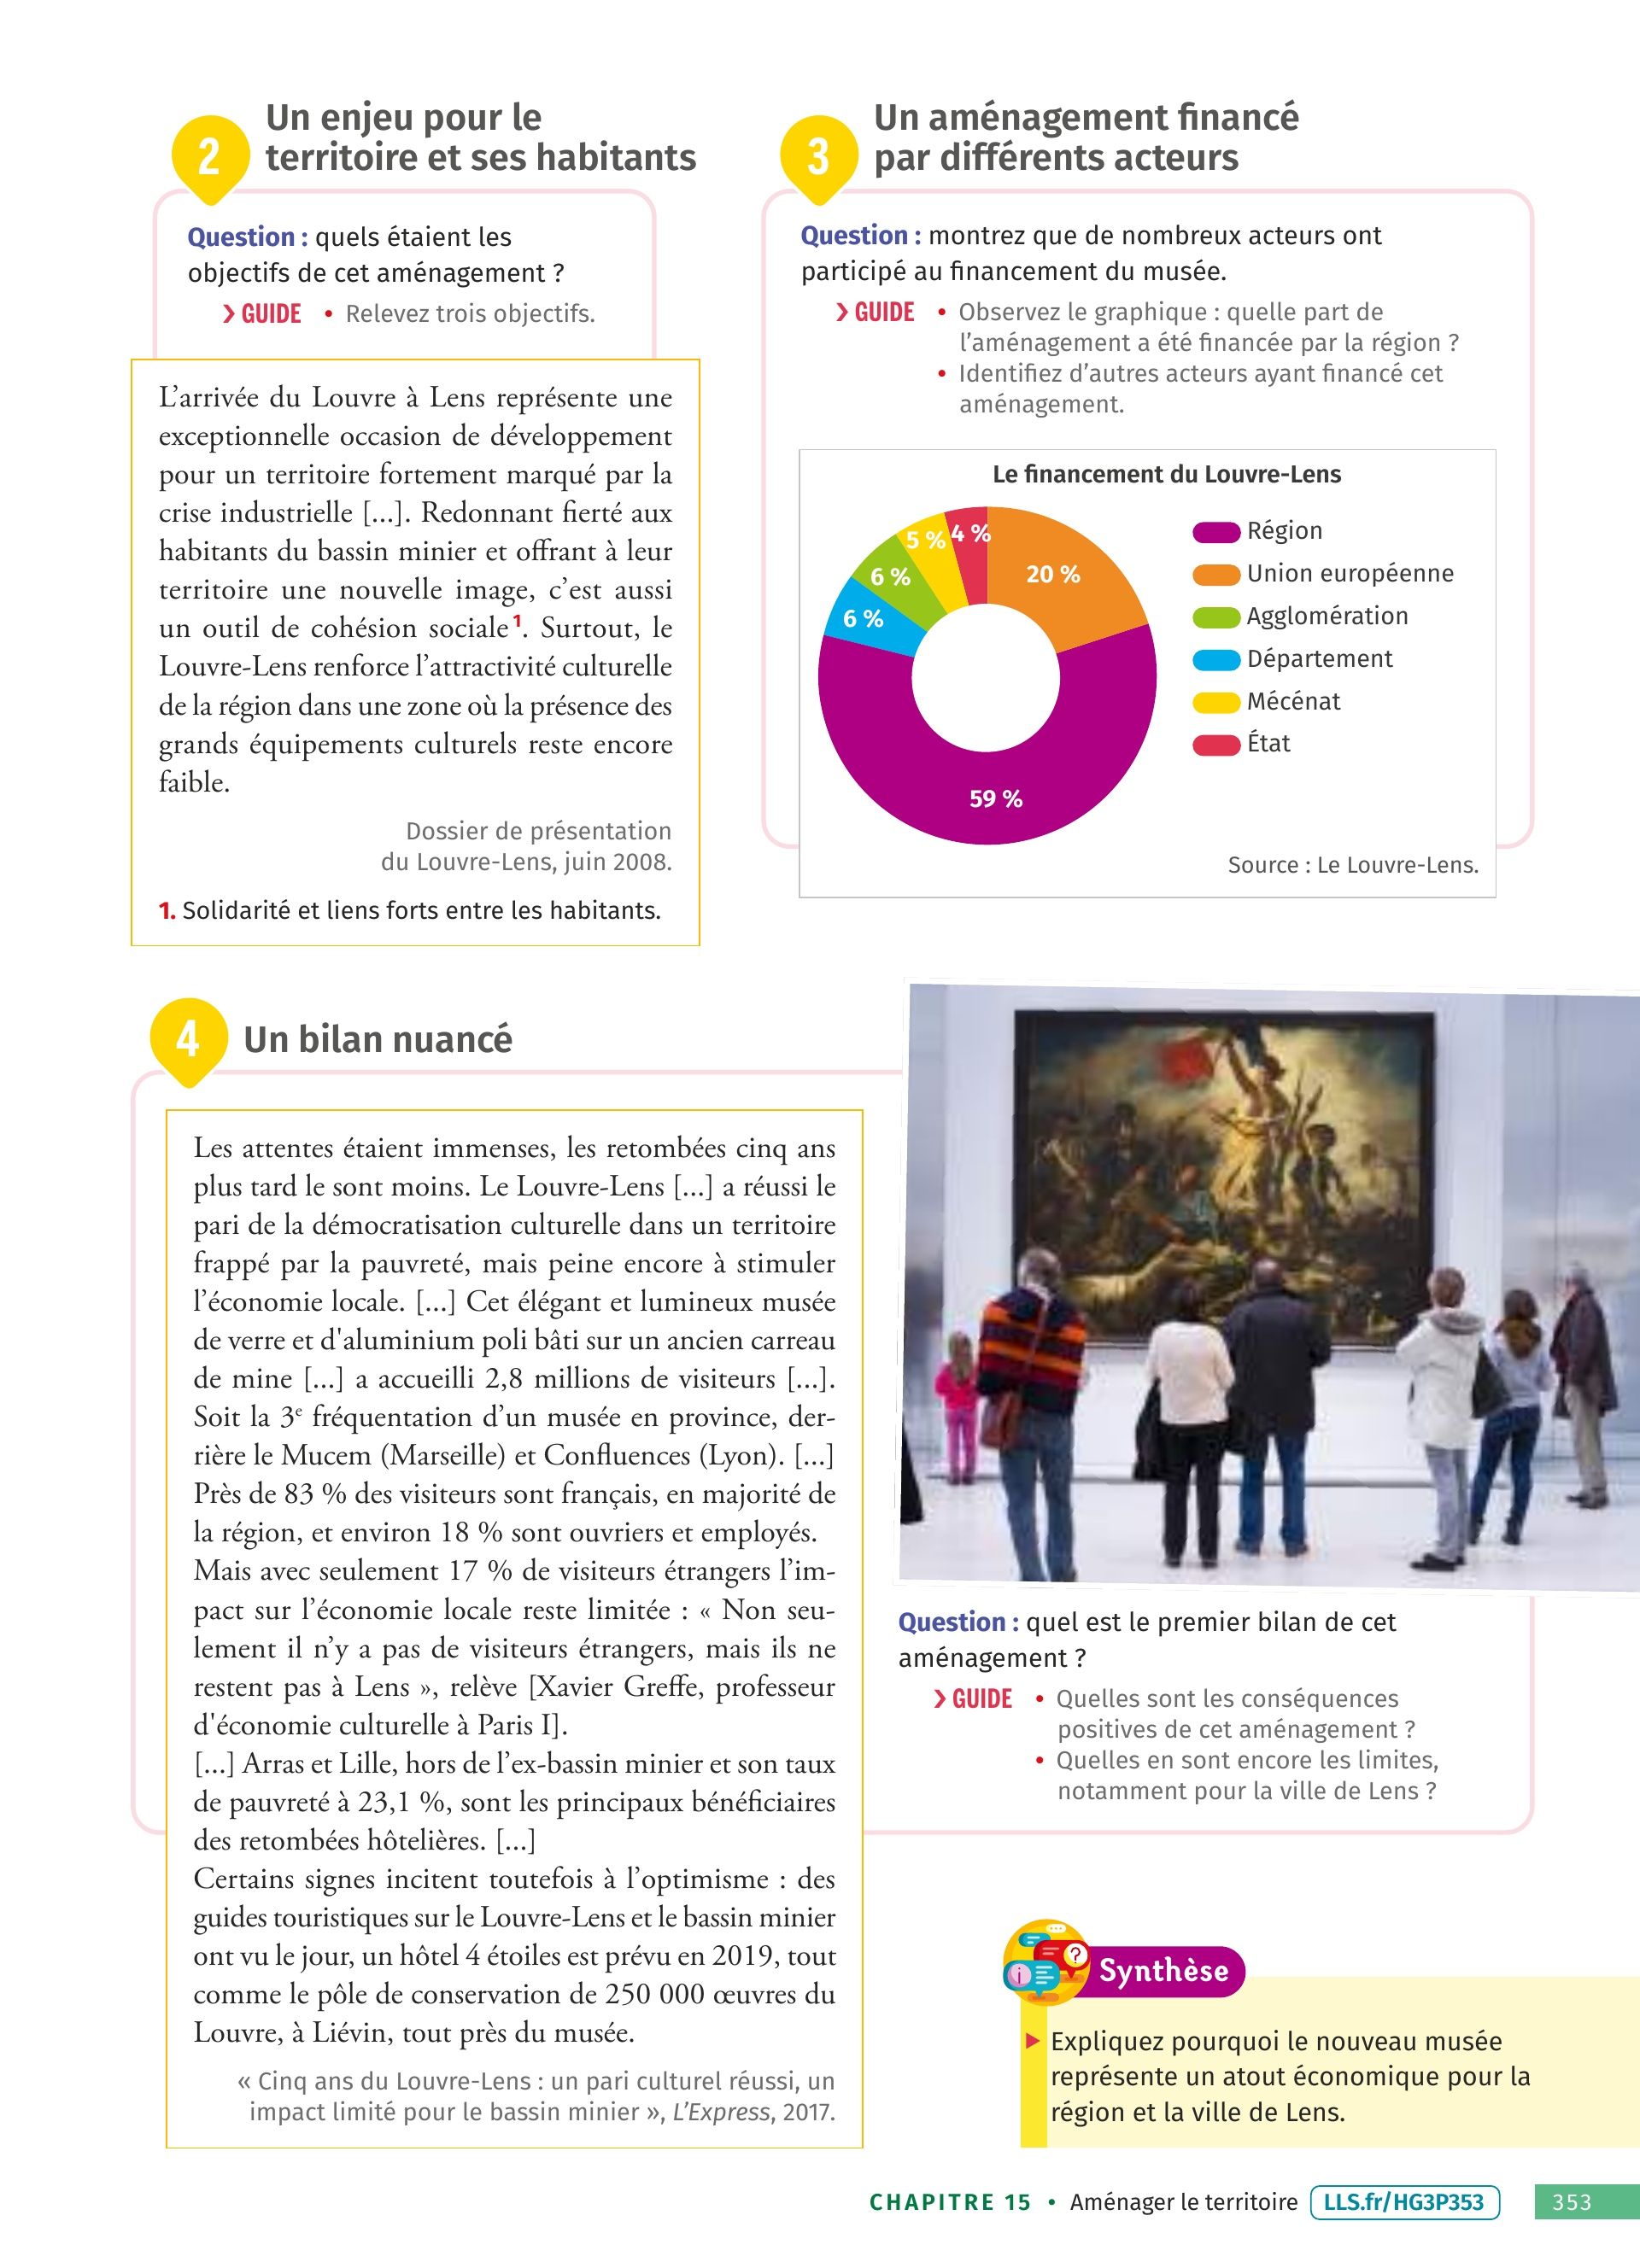 2
Un enjeu pour le
territoire et ses habitants
Question : quels étaient les
objectifs de cet aménagement ?
› GUIDE • Relevez trois objectifs.
L’arrivée du Louvre à Lens représente une
exceptionnelle occasion de développement
pour un territoire fortement marqué par la
crise industrielle [...]. Redonnant fierté aux
habitants du bassin minier et offrant à leur
territoire une nouvelle image, c’est aussi
un outil de cohésion sociale¹. Surtout, le
Louvre-Lens renforce l’attractivité culturelle
de la région dans une zone où la présence des
grands équipements culturels reste encore
faible.
Dossier de présentation
du Louvre-Lens, juin 2008.
1. Solidarité et liens forts entre les habitants.
3
Un aménagement financé
par différents acteurs
Question : montrez que de nombreux acteurs ont
participé au financement du musée.
› GUIDE • Observez le graphique : quelle part de
l’aménagement a été financée par la région ?
• Identifiez d’autres acteurs ayant financé cet
aménagement.
Le financement du Louvre-Lens
5 %
4 %
20 %
6 %
6 %
59 %
Région
Union européenne
Agglomération
Département
Mécénat
État
Source : Le Louvre-Lens.
4
Un bilan nuancé
Les attentes étaient immenses, les retombées cinq ans
plus tard le sont moins. Le Louvre-Lens [...] a réussi le
pari de la démocratisation culturelle dans un territoire
frappé par la pauvreté, mais peine encore à stimuler
l’économie locale. [...] Cet élégant et lumineux musée
de verre et d'aluminium poli bâti sur un ancien carreau
de mine [...] a accueilli 2,8 millions de visiteurs [...].
Soit la 3e fréquentation d’un musée en province, der-
rière le Mucem (Marseille) et Confluences (Lyon). [...]
Près de 83 % des visiteurs sont français, en majorité de
la région, et environ 18 % sont ouvriers et employés.
Mais avec seulement 17 % de visiteurs étrangers l’im-
pact sur l’économie locale reste limitée : « Non seu-
lement il n’y a pas de visiteurs étrangers, mais ils ne
restent pas à Lens », relève [Xavier Greffe, professeur
d'économie culturelle à Paris I].
[...] Arras et Lille, hors de l’ex-bassin minier et son taux
de pauvreté à 23,1 %, sont les principaux bénéficiaires
des retombées hôtelières. [...]
Certains signes incitent toutefois à l’optimisme : des
guides touristiques sur le Louvre-Lens et le bassin minier
ont vu le jour, un hôtel 4 étoiles est prévu en 2019, tout
comme le pôle de conservation de 250 000 œuvres du
Louvre, à Liévin, tout près du musée.
« Cinq ans du Louvre-Lens : un pari culturel réussi, un
impact limité pour le bassin minier », L’Express, 2017.
Question : quel est le premier bilan de cet
aménagement ?
› GUIDE • Quelles sont les conséquences
positives de cet aménagement ?
• Quelles en sont encore les limites,
notamment pour la ville de Lens ?
Synthèse
Expliquez pourquoi le nouveau musée
représente un atout économique pour la
région et la ville de Lens.
CHAPITRE 15 • Aménager le territoire LLS.fr/HG3P353 353